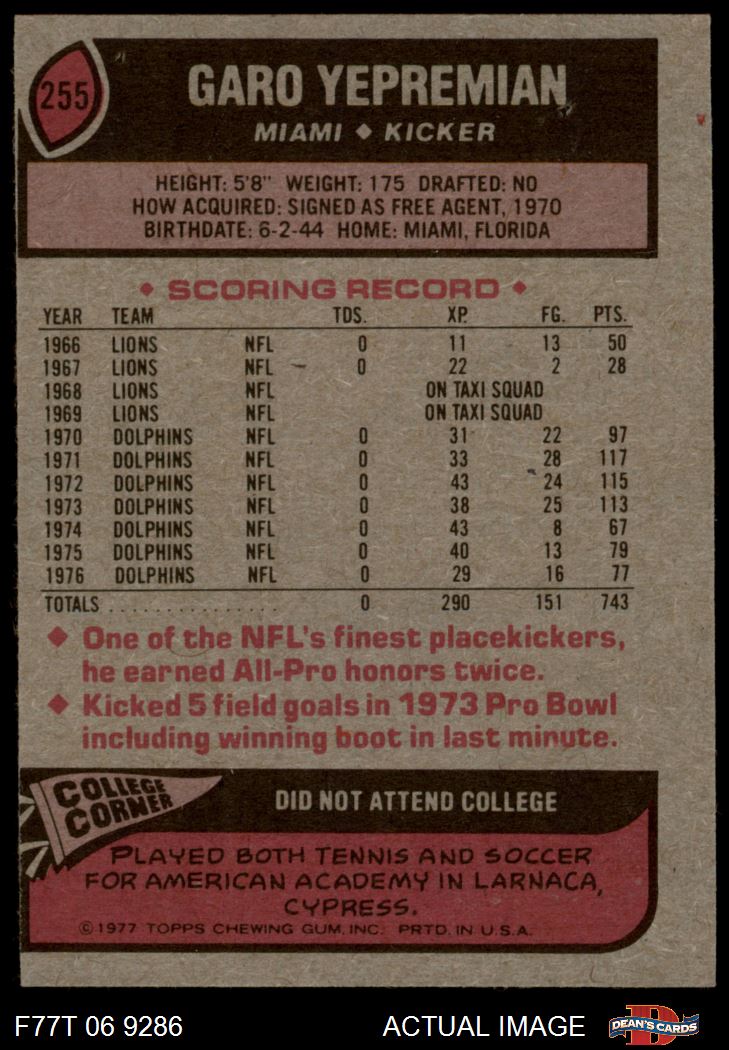 255
GARO YEPREMIAN
MIAMI ◆ KICKER
HEIGHT: 5'8" WEIGHT: 175 DRAFTED: NO
HOW ACQUIRED: SIGNED AS FREE AGENT, 1970
BIRTHDATE: 6-2-44 HOME: MIAMI, FLORIDA
◆ SCORING RECORD ◆
YEAR TEAM TDS. XP. FG. PTS.
1966 LIONS NFL 0 11 13 50
1967 LIONS NFL 0 22 2 28
1968 LIONS NFL ON TAXI SQUAD
1969 LIONS NFL ON TAXI SQUAD
1970 DOLPHINS NFL 0 31 22 97
1971 DOLPHINS NFL 0 33 28 117
1972 DOLPHINS NFL 0 43 24 115
1973 DOLPHINS NFL 0 38 25 113
1974 DOLPHINS NFL 0 43 8 67
1975 DOLPHINS NFL 0 40 13 79
1976 DOLPHINS NFL 0 29 16 77
TOTALS . . . . . . . . . . . . . . . 0 290 151 743
◆ One of the NFL's finest placekickers,
he earned All-Pro honors twice.
◆ Kicked 5 field goals in 1973 Pro Bowl
including winning boot in last minute.
COLLEGE
CORNER
DID NOT ATTEND COLLEGE
PLAYED BOTH TENNIS AND SOCCER
FOR AMERICAN ACADEMY IN LARNACA,
CYPRESS.
© 1977 TOPPS CHEWING GUM, INC. PRTD. IN U.S.A.
F77T 06 9286 ACTUAL IMAGE
D
DEAN'S CARDS